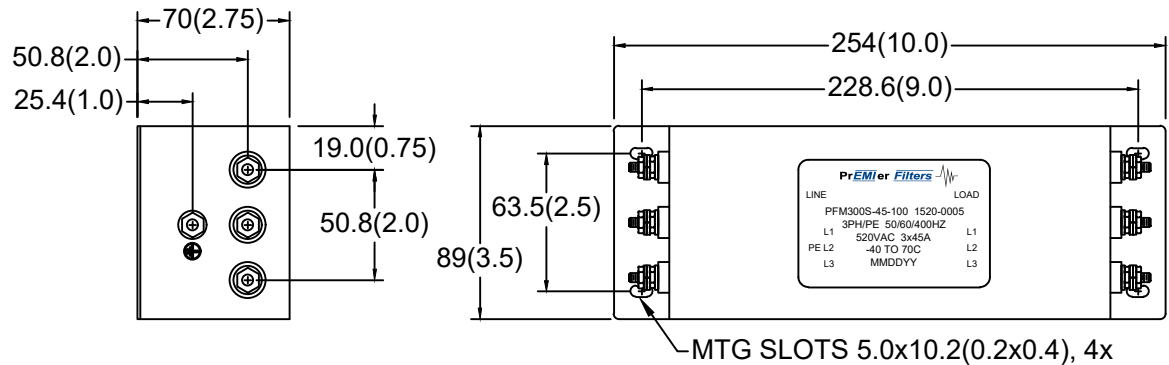 70(2.75)
50.8(2.0)
25.4(1.0)
19.0(0.75)
50.8(2.0)
254(10.0)
228.6(9.0)
63.5(2.5)
89(3.5)
PrEMIer Filters
LINE LOAD
PFM300S-45-100 1520-0005
3PH/PE 50/60/400HZ
L1 L1
520VAC 3x45A
PE L2 -40 TO 70C L2
L3 MMDDYY L3
MTG SLOTS 5.0x10.2(0.2x0.4), 4x